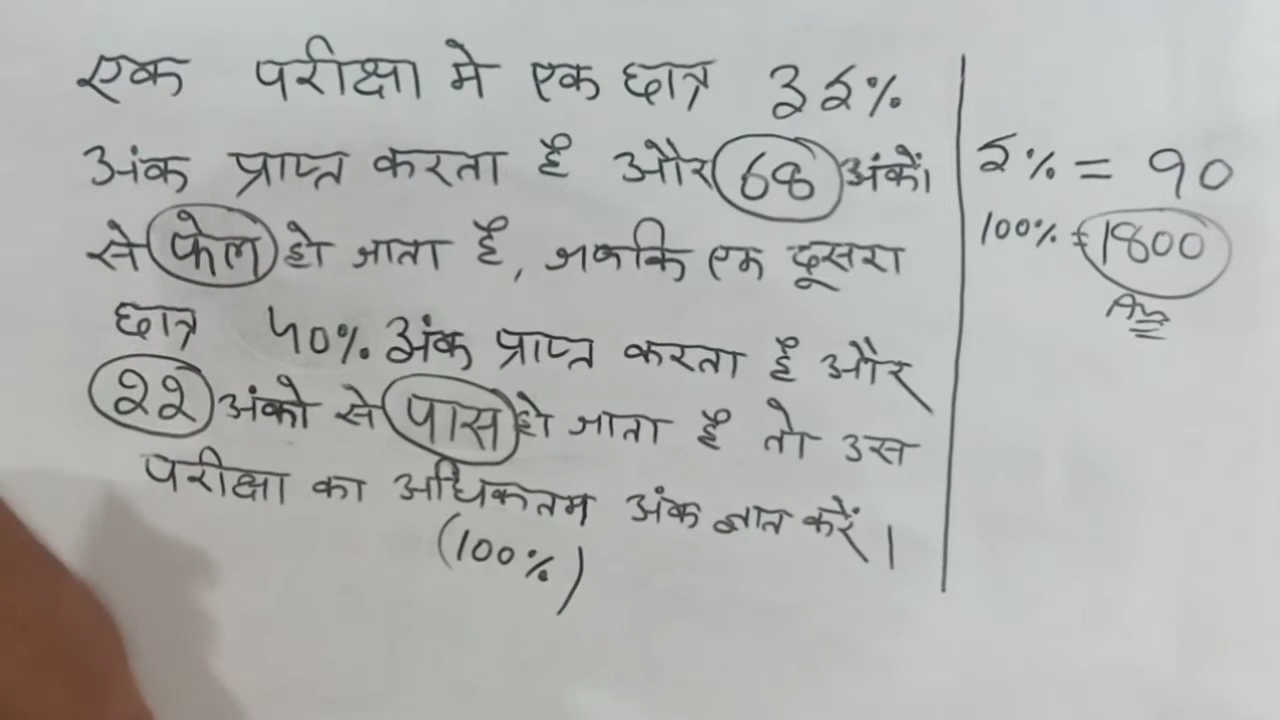 एक परीक्षा मे एक छात्र 35%
अंक प्राप्त करता है और 68 अंकों
से फेल हो जाता है, जबकि एक दूसरा
छात्र 40% अंक प्राप्त करता है और
22 अंको से पास हो जाता है तो उस
परीक्षा का अधिकतम अंक ज्ञात करें।
(100%)
5% = 90
100% = 1800
Ans